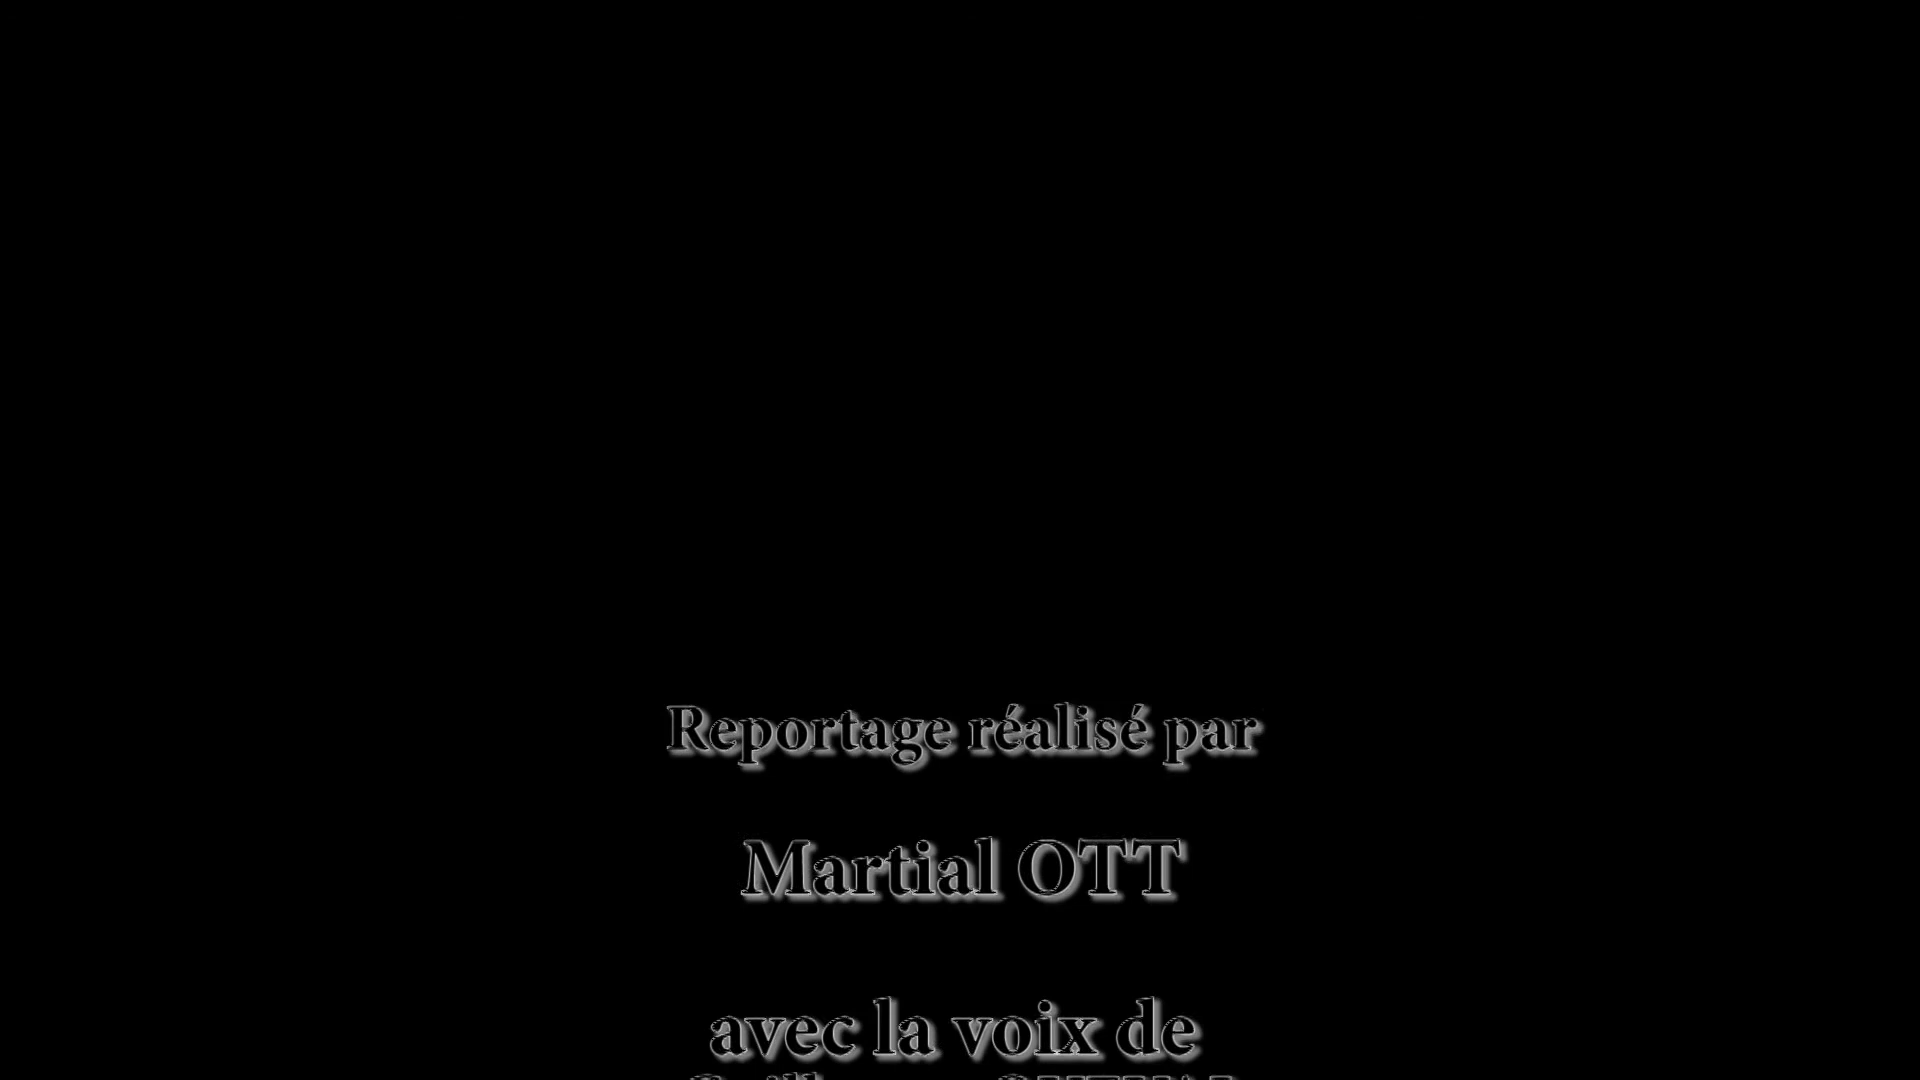 Reportage réalisé par
Martial OTT
avec la voix de